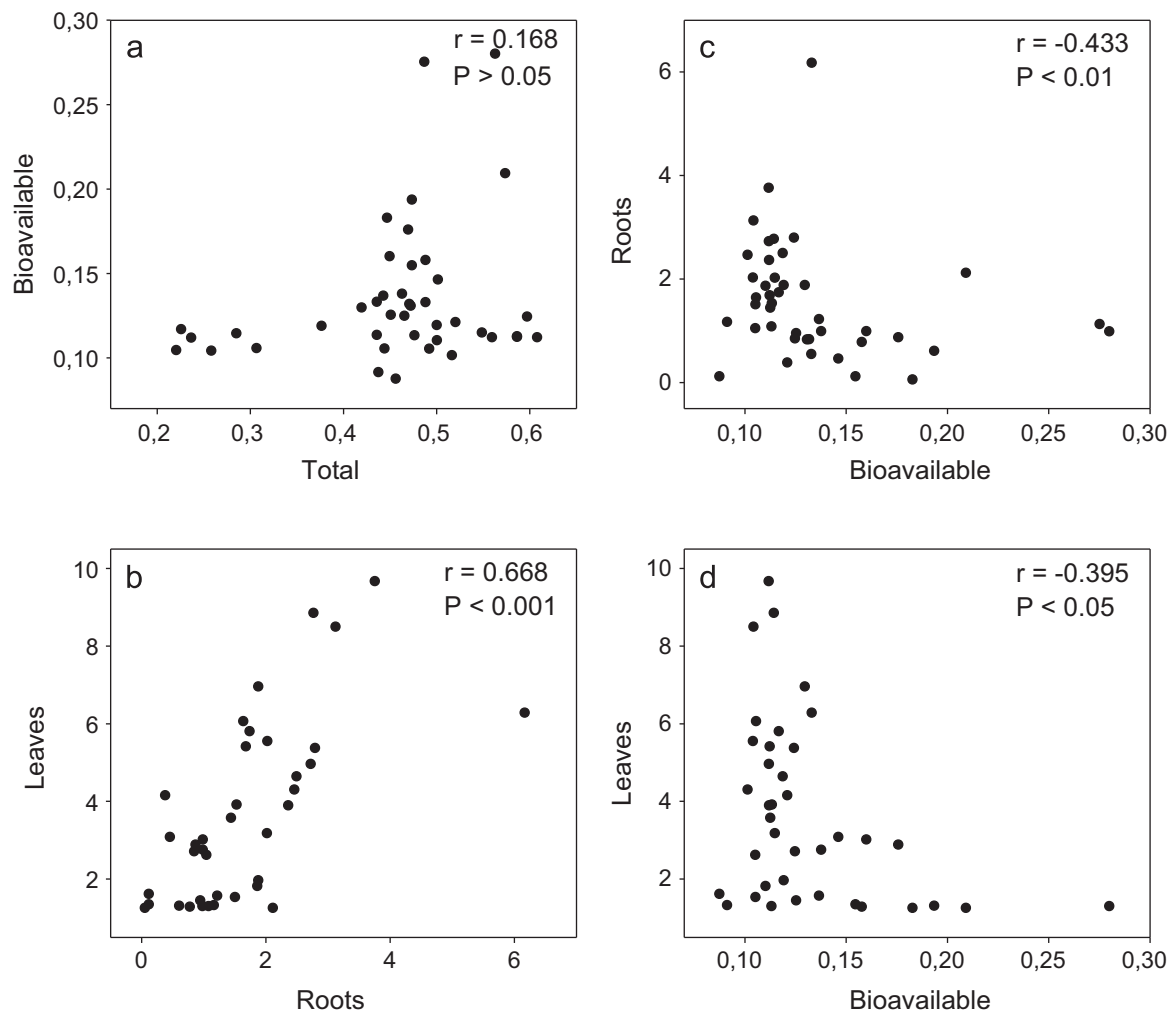 a
r = 0.168
P > 0.05
0,30
0,25
0,20
0,15
0,10
Bioavailable
0,2 0,3 0,4 0,5 0,6
Total
c
r = -0.433
P < 0.01
6
4
2
0
Roots
0,10 0,15 0,20 0,25 0,30
Bioavailable
b
r = 0.668
P < 0.001
10
8
6
4
2
Leaves
0 2 4 6
Roots
d
r = -0.395
P < 0.05
10
8
6
4
2
Leaves
0,10 0,15 0,20 0,25 0,30
Bioavailable